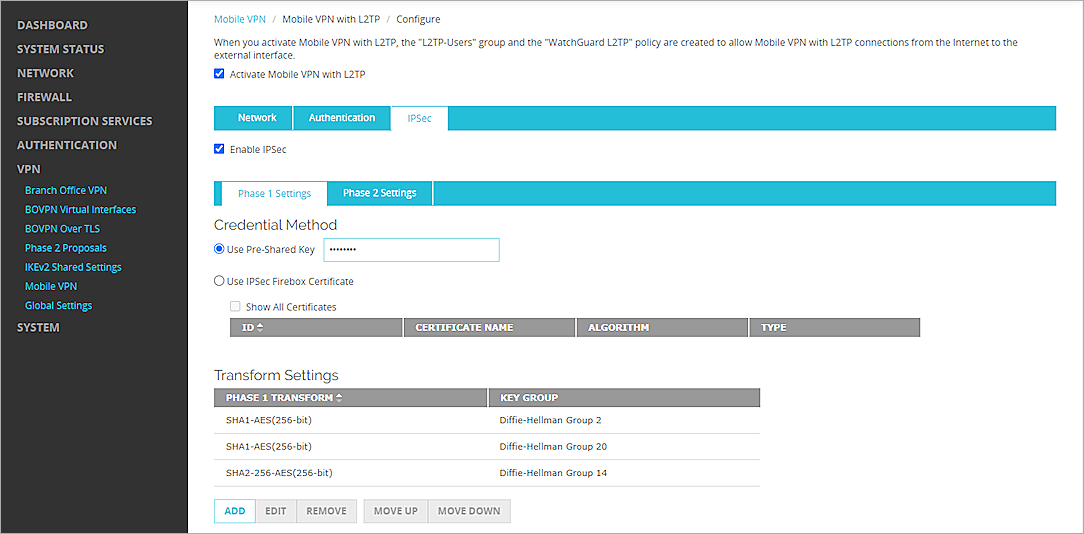 DASHBOARD
SYSTEM STATUS
NETWORK
FIREWALL
SUBSCRIPTION SERVICES
AUTHENTICATION
VPN
Branch Office VPN
BOVPN Virtual Interfaces
BOVPN Over TLS
Phase 2 Proposals
IKEv2 Shared Settings
Mobile VPN
Global Settings
SYSTEM
Mobile VPN / Mobile VPN with L2TP / Configure
When you activate Mobile VPN with L2TP, the "L2TP-Users" group and the "WatchGuard L2TP" policy are created to allow Mobile VPN with L2TP connections from the Internet to the
external interface.
Activate Mobile VPN with L2TP
Network Authentication IPSec
Enable IPSec
Phase 1 Settings Phase 2 Settings
Credential Method
Use Pre-Shared Key ••••••••
Use IPSec Firebox Certificate
Show All Certificates
ID CERTIFICATE NAME ALGORITHM TYPE
Transform Settings
PHASE 1 TRANSFORM KEY GROUP
SHA1-AES(256-bit) Diffie-Hellman Group 2
SHA1-AES(256-bit) Diffie-Hellman Group 20
SHA2-256-AES(256-bit) Diffie-Hellman Group 14
ADD EDIT REMOVE MOVE UP MOVE DOWN